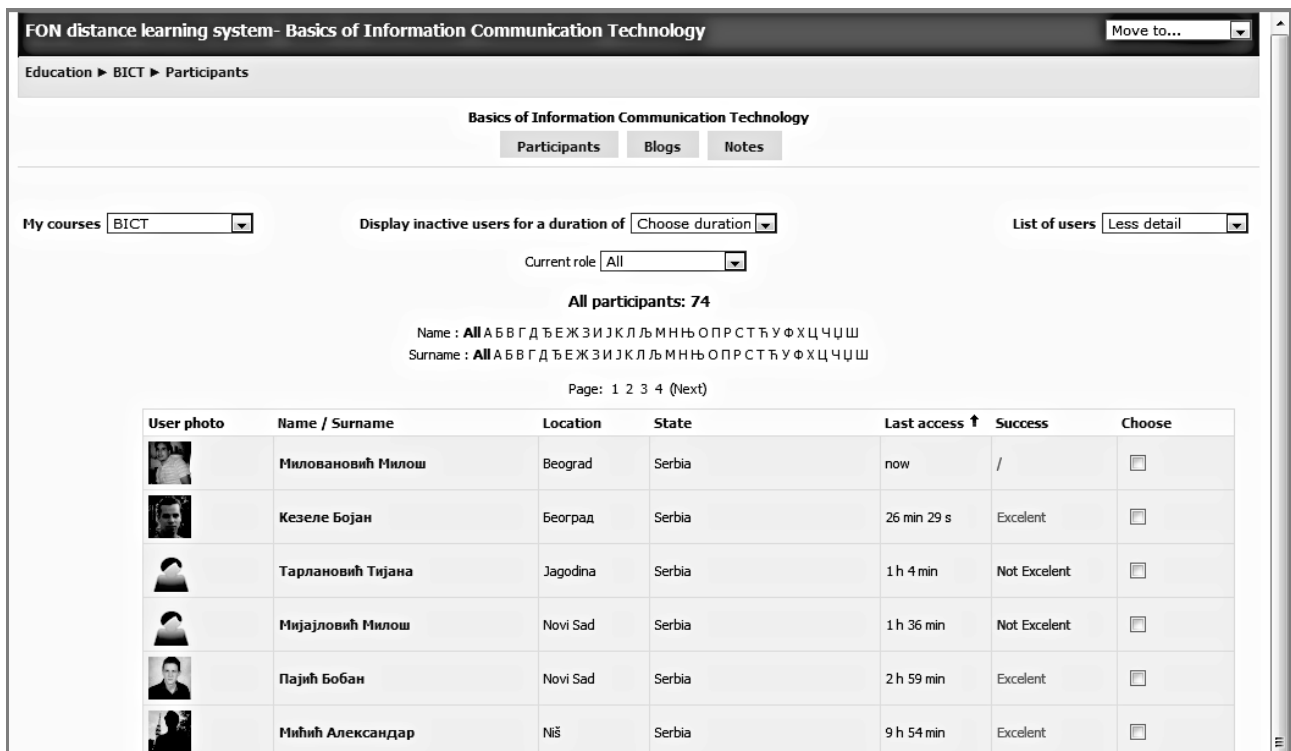 FON distance learning system- Basics of Information Communication Technology Move to...
Education ► BICT ► Participants
Basics of Information Communication Technology
Participants Blogs Notes
My courses BICT Display inactive users for a duration of Choose duration List of users Less detail
Current role All
All participants: 74
Name : All А Б В Г Д Ђ Е Ж З И Ј К Л Љ М Н Њ О П Р С Т Ћ У Ф Х Ц Ч Џ Ш
Surname : All А Б В Г Д Ђ Е Ж З И Ј К Л Љ М Н Њ О П Р С Т Ћ У Ф Х Ц Ч Џ Ш
Page: 1 2 3 4 (Next)
User photo Name / Surname Location State Last access ↑ Success Choose
Миловановић Милош Beograd Serbia now /
Кезеле Бојан Београд Serbia 26 min 29 s Excelent
Тарлановић Тијана Jagodina Serbia 1 h 4 min Not Excelent
Мијајловић Милош Novi Sad Serbia 1 h 36 min Not Excelent
Пајић Бобан Novi Sad Serbia 2 h 59 min Excelent
Мићић Александар Niš Serbia 9 h 54 min Excelent